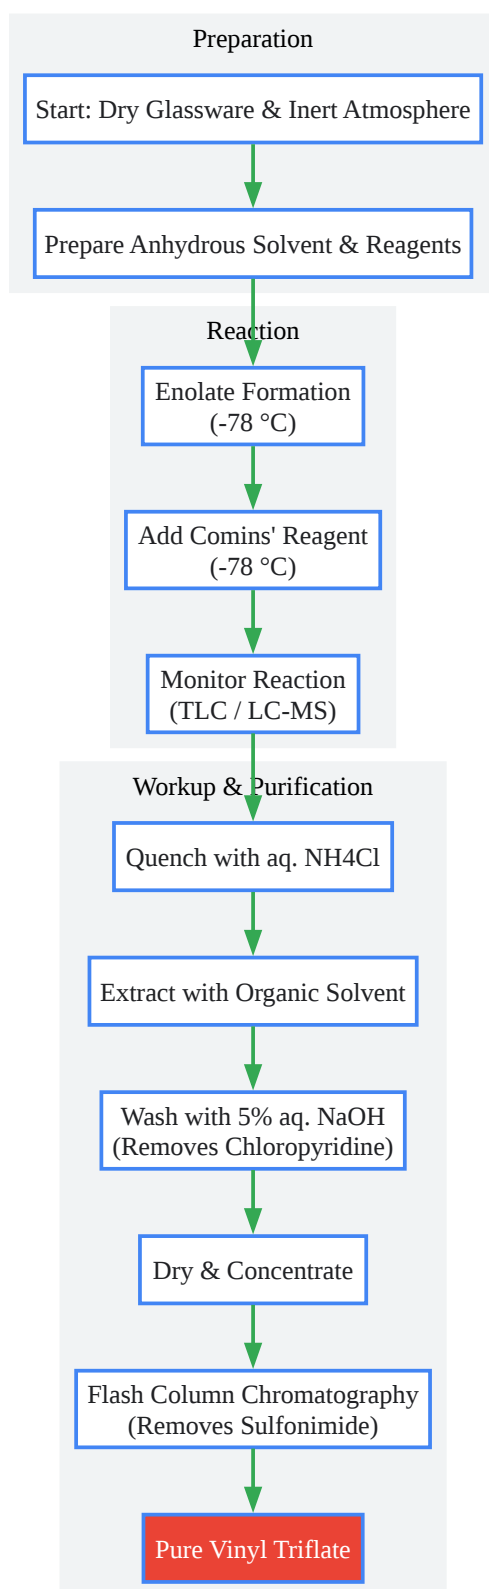 Preparation
Start: Dry Glassware & Inert Atmosphere
Prepare Anhydrous Solvent & Reagents
Reaction
Enolate Formation
(-78 °C)
Add Comins' Reagent
(-78 °C)
Monitor Reaction
(TLC / LC-MS)
Workup & Purification
Quench with aq. NH4Cl
Extract with Organic Solvent
Wash with 5% aq. NaOH
(Removes Chloropyridine)
Dry & Concentrate
Flash Column Chromatography
(Removes Sulfonimide)
Pure Vinyl Triflate